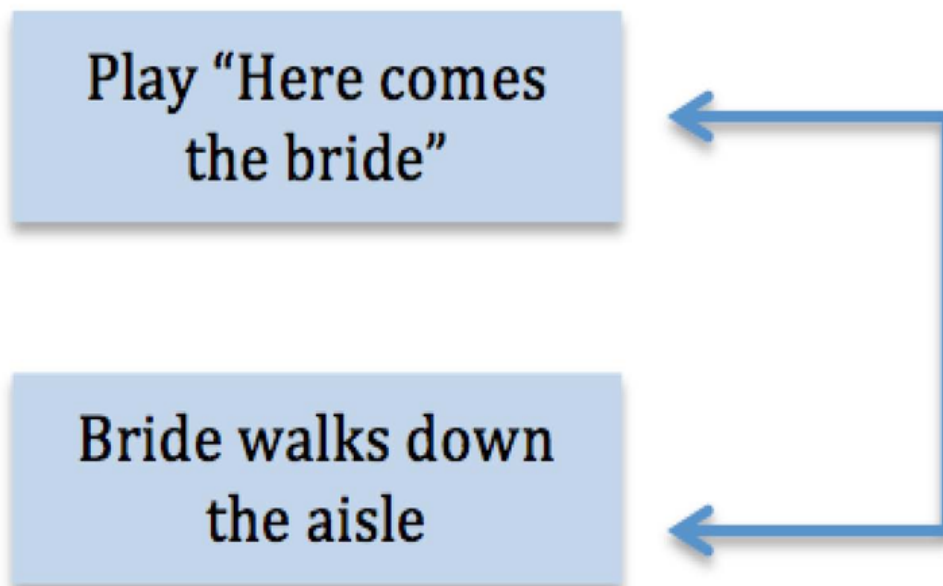 Play “Here comes
the bride”
Bride walks down
the aisle